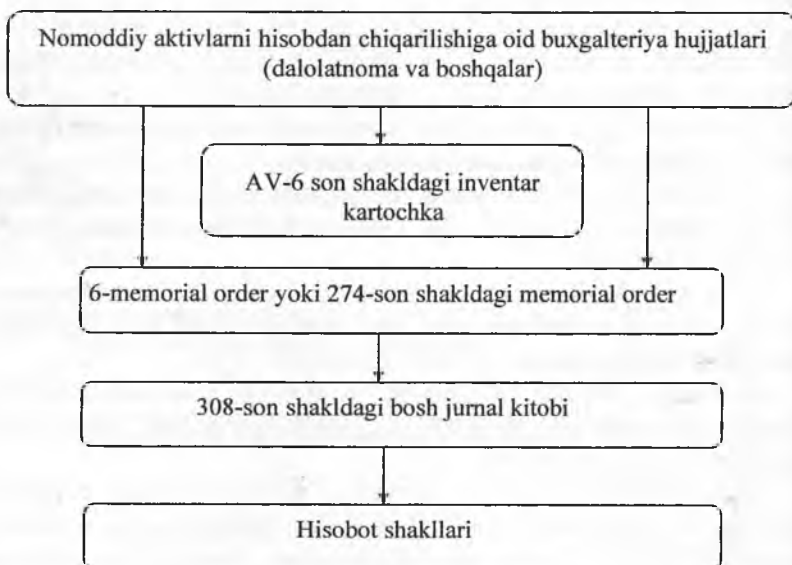 Nomoddiy aktivlarni hisobdan chiqarilishiga oid buxgalteriya hujjatlari
(dalolatnoma va boshqalar)
AV-6 son shakldagi inventar
kartochka
6-memorial order yoki 274-son shakldagi memorial order
308-son shakldagi bosh jurnal kitobi
Hisobot shakllari